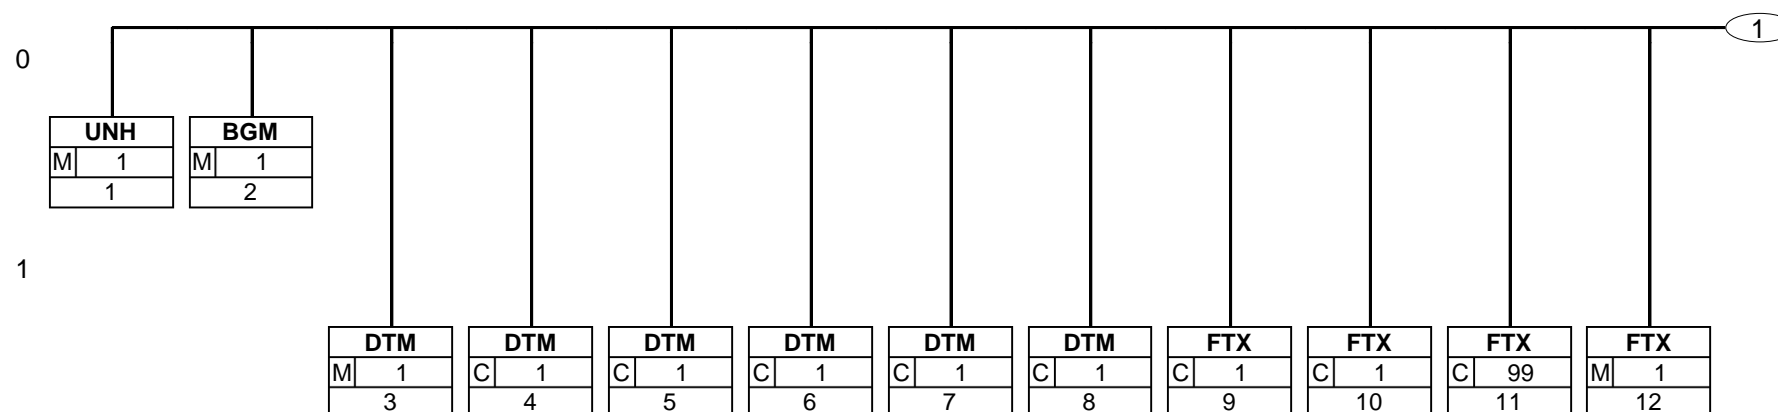 1
0
UNH BGM
M 1 M 1
1 2
1
DTM DTM DTM DTM DTM DTM FTX FTX FTX FTX
M 1 C 1 C 1 C 1 C 1 C 1 C 1 C 1 C 99 M 1
3 4 5 6 7 8 9 10 11 12